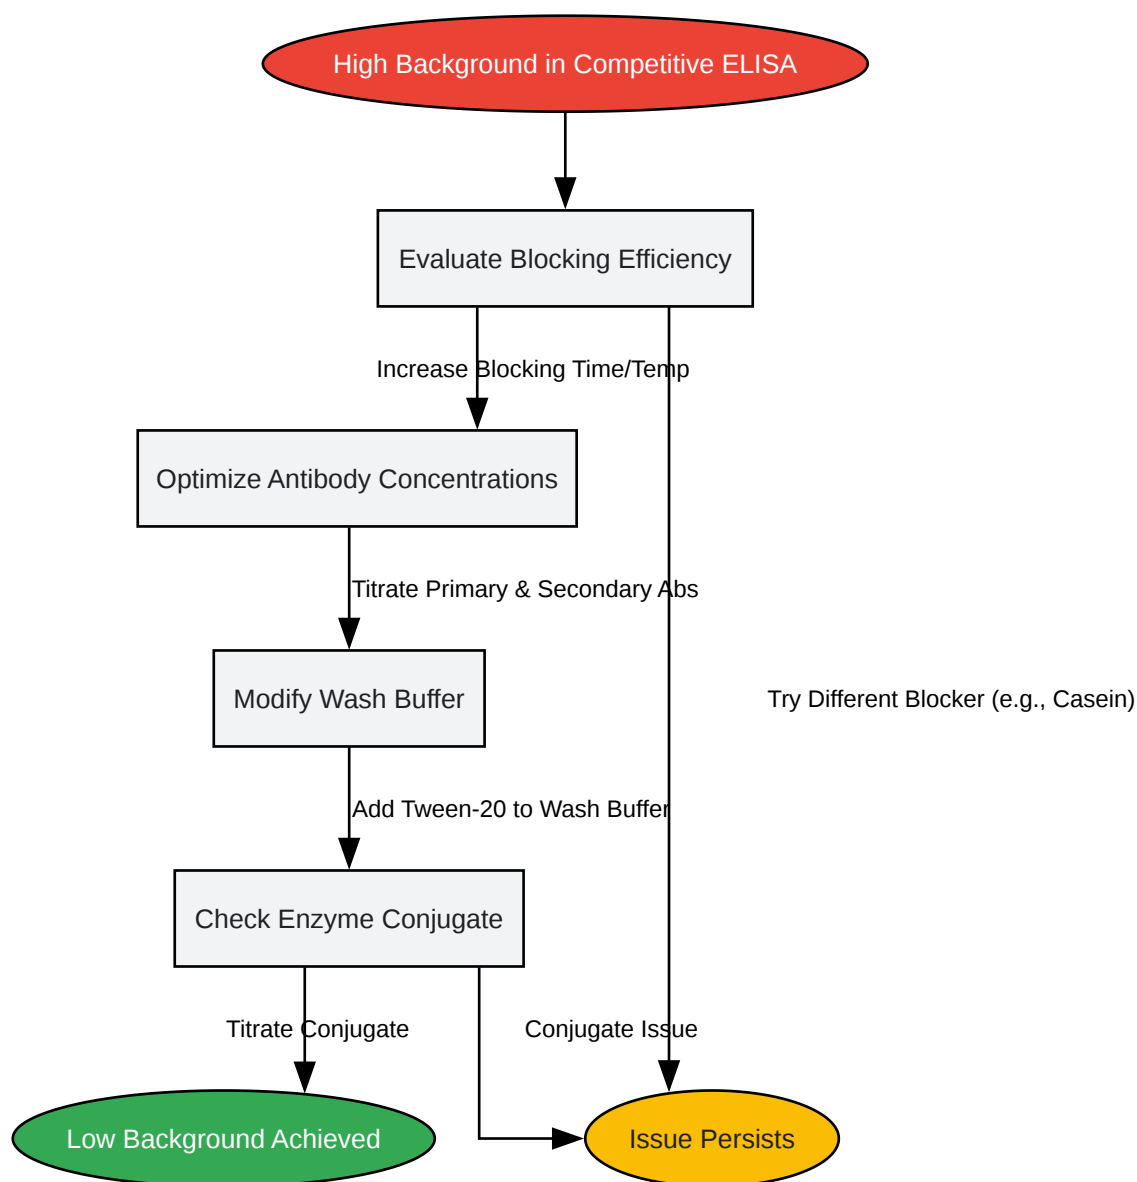 High Background in Competitive ELISA
Evaluate Blocking Efficiency
Increase Blocking Time/Temp
Optimize Antibody Concentrations
Titrate Primary & Secondary Abs
Modify Wash Buffer
Try Different Blocker (e.g., Casein)
Add Tween-20 to Wash Buffer
Check Enzyme Conjugate
Titrate Conjugate
Conjugate Issue
Low Background Achieved
Issue Persists